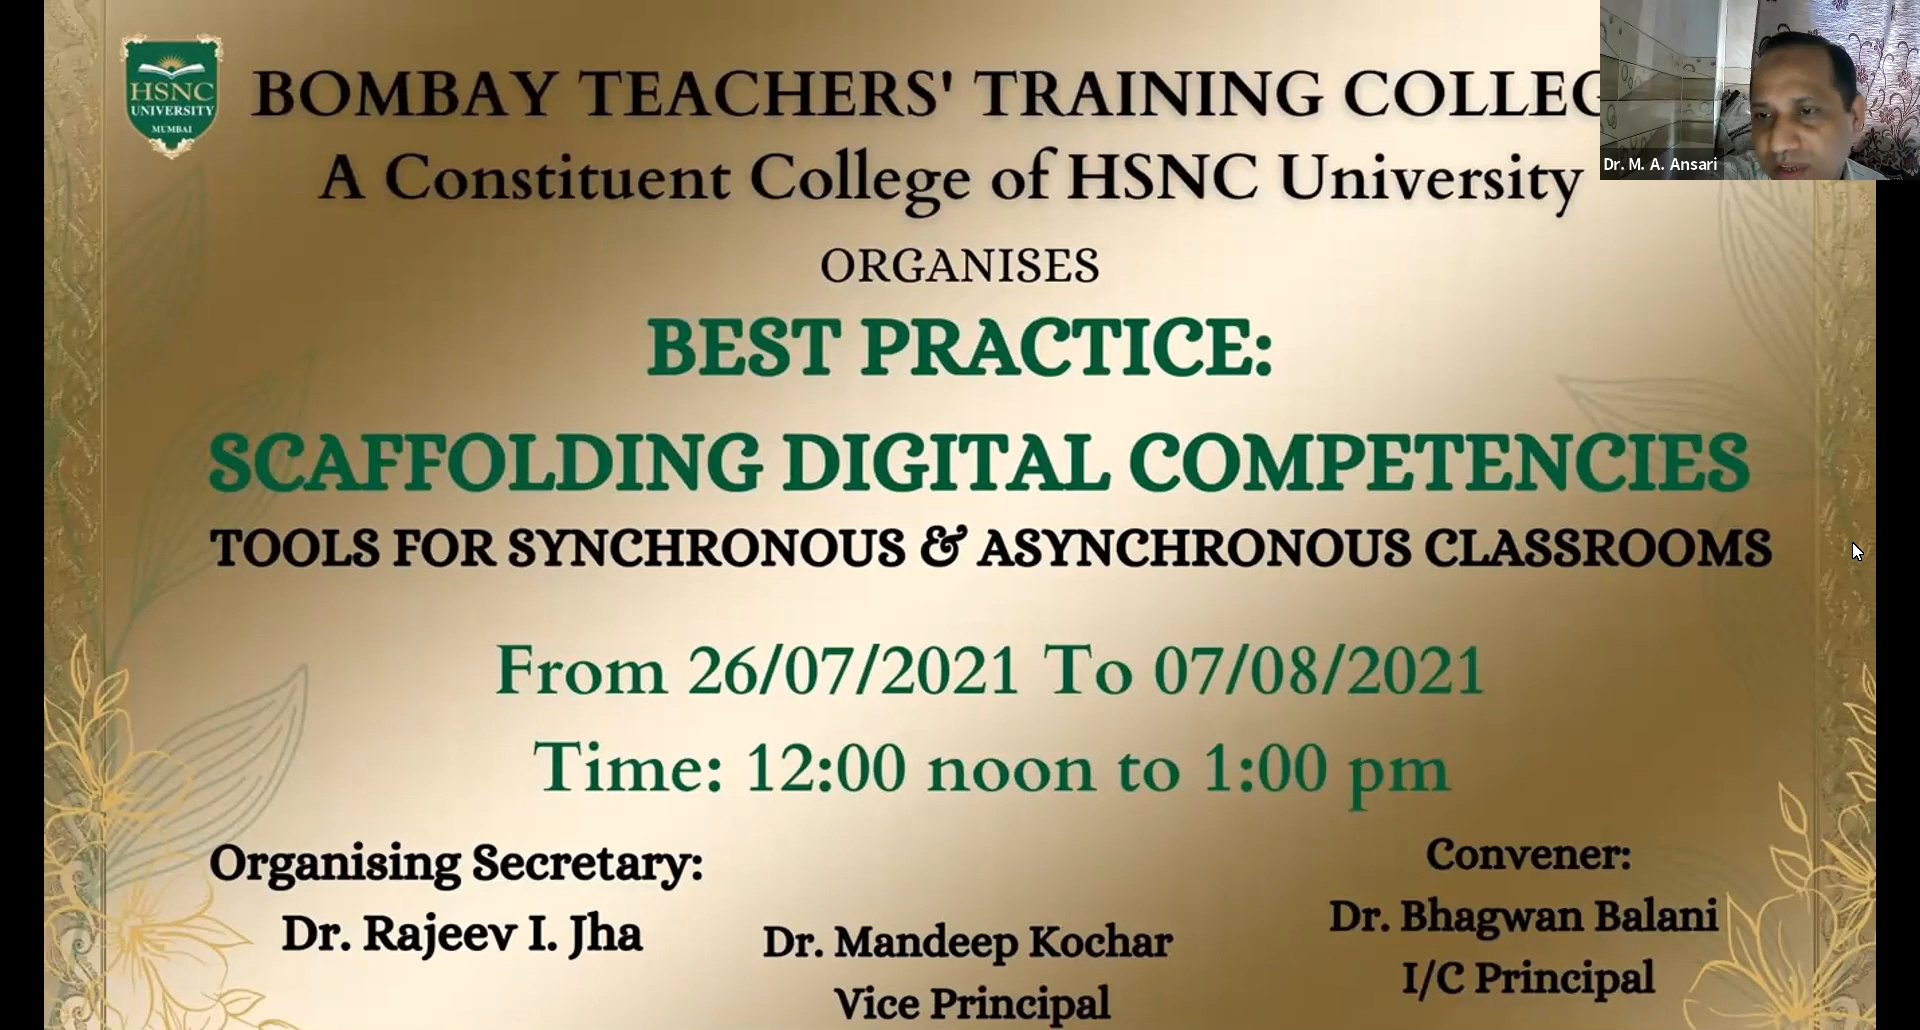 HSNC
UNIVERSITY
MUMBAI
BOMBAY TEACHERS' TRAINING COLLEG
A Constituent College of HSNC University
Dr. M. A. Ansari
ORGANISES
BEST PRACTICE:
SCAFFOLDING DIGITAL COMPETENCIES
TOOLS FOR SYNCHRONOUS & ASYNCHRONOUS CLASSROOMS
From 26/07/2021 To 07/08/2021
Time: 12:00 noon to 1:00 pm
Organising Secretary:
Dr. Rajeev I. Jha
Dr. Mandeep Kochar
Vice Principal
Convener:
Dr. Bhagwan Balani
I/C Principal